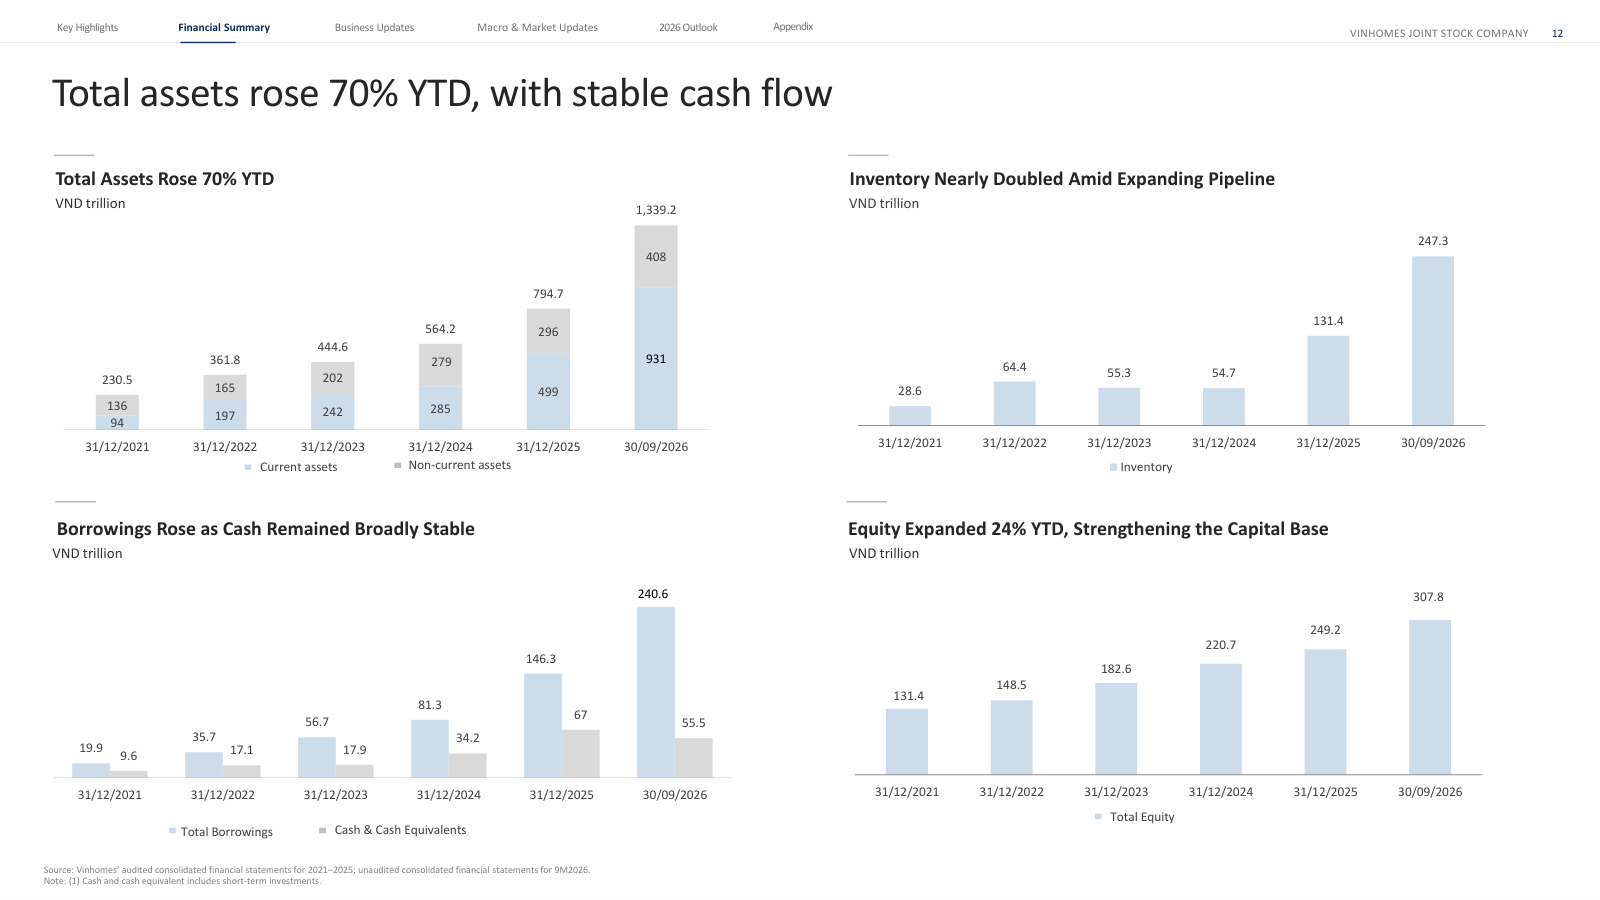 Key Highlights
Financial Summary
Business Updates
Macro & Market Updates
2026 Outlook
Appendix
VINHOMES JOINT STOCK COMPANY 12
Total assets rose 70% YTD, with stable cash flow
Total Assets Rose 70% YTD
VND trillion
1,339.2
408
794.7
564.2
296
444.6
361.8
279
931
230.5
202
165
136
499
94
197
242
285
31/12/2021 31/12/2022 31/12/2023 31/12/2024 31/12/2025 30/09/2026
Current assets Non-current assets
Inventory Nearly Doubled Amid Expanding Pipeline
VND trillion
247.3
131.4
64.4
55.3
54.7
28.6
31/12/2021 31/12/2022 31/12/2023 31/12/2024 31/12/2025 30/09/2026
Inventory
Borrowings Rose as Cash Remained Broadly Stable
VND trillion
240.6
146.3
81.3
67
55.5
56.7
35.7
34.2
19.9
9.6
17.1
17.9
31/12/2021 31/12/2022 31/12/2023 31/12/2024 31/12/2025 30/09/2026
Total Borrowings Cash & Cash Equivalents
Equity Expanded 24% YTD, Strengthening the Capital Base
VND trillion
307.8
249.2
220.7
182.6
148.5
131.4
31/12/2021 31/12/2022 31/12/2023 31/12/2024 31/12/2025 30/09/2026
Total Equity
Source: Vinhomes’ audited consolidated financial statements for 2021–2025; unaudited consolidated financial statements for 9M2026.
Note: (1) Cash and cash equivalent includes short-term investments.